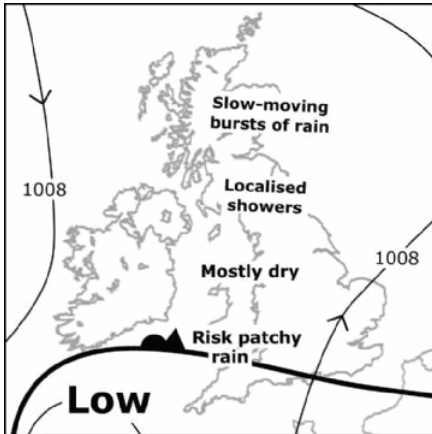 Slow-moving
bursts of rain
1008
Localised
showers
1008
Mostly dry
Risk patchy
rain
Low